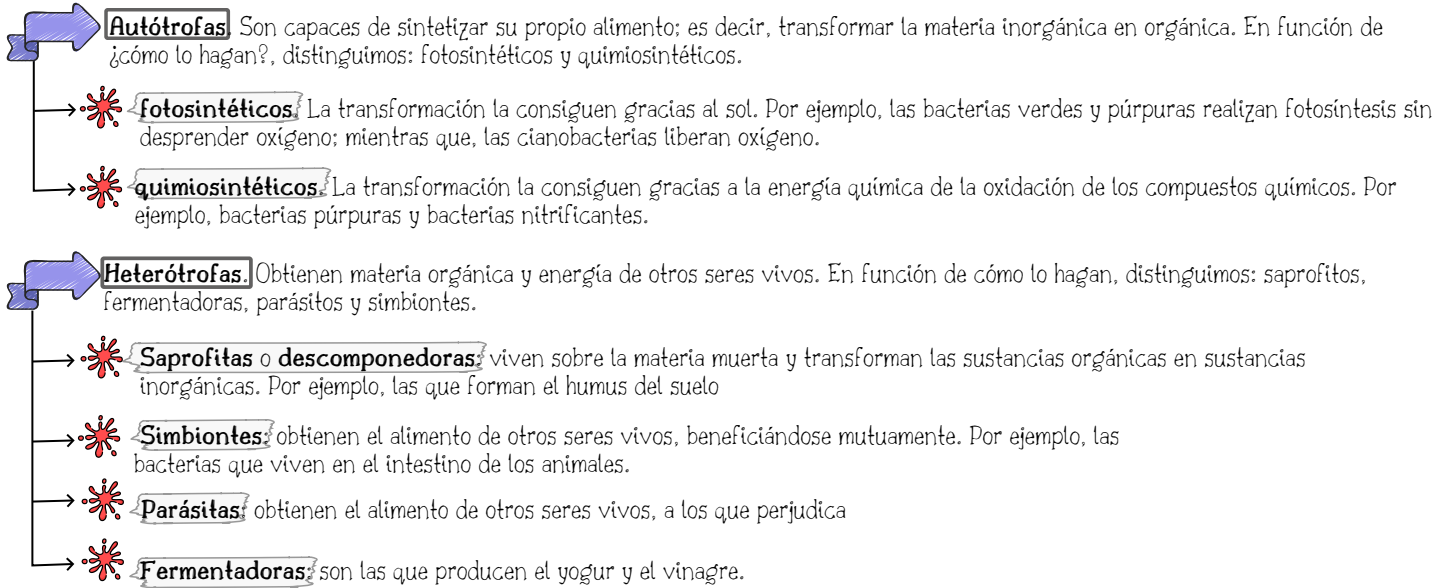 Autótrofas. Son capaces de sintetizar su propio alimento; es decir, transformar la materia inorgánica en orgánica. En función de
¿cómo lo hagan?, distinguimos: fotosintéticos y quimiosintéticos.
fotosintéticos. La transformación la consiguen gracias al sol. Por ejemplo, las bacterias verdes y púrpuras realizan fotosíntesis sin
desprender oxígeno; mientras que, las cianobacterias liberan oxígeno.
quimiosintéticos. La transformación la consiguen gracias a la energía química de la oxidación de los compuestos químicos. Por
ejemplo, bacterias púrpuras y bacterias nitrificantes.
Heterótrofas. Obtienen materia orgánica y energía de otros seres vivos. En función de cómo lo hagan, distinguimos: saprofitos,
fermentadoras, parásitos y simbiontes.
Saprofitas o descomponedoras: viven sobre la materia muerta y transforman las sustancias orgánicas en sustancias
inorgánicas. Por ejemplo, las que forman el humus del suelo
Simbiontes: obtienen el alimento de otros seres vivos, beneficiándose mutuamente. Por ejemplo, las
bacterias que viven en el intestino de los animales.
Parásitas: obtienen el alimento de otros seres vivos, a los que perjudica
Fermentadoras: son las que producen el yogur y el vinagre.